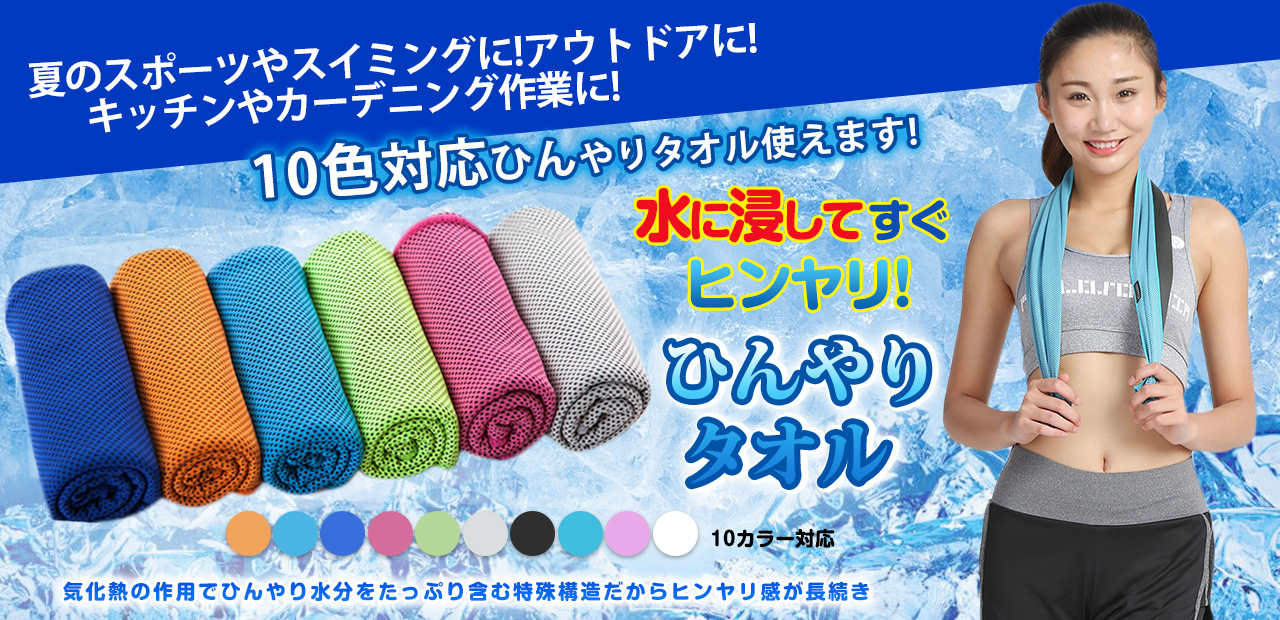 夏のスポーツやスイミングに!アウトドアに!
キッチンやカーデニング作業に!
10色対応ひんやりタオル使えます!
水に浸してすぐ
ヒンヤリ!
ひんやり
タオル
10カラー対応
気化熱の作用でひんやり水分をたっぷり含む特殊構造だからヒンヤリ感が長続き